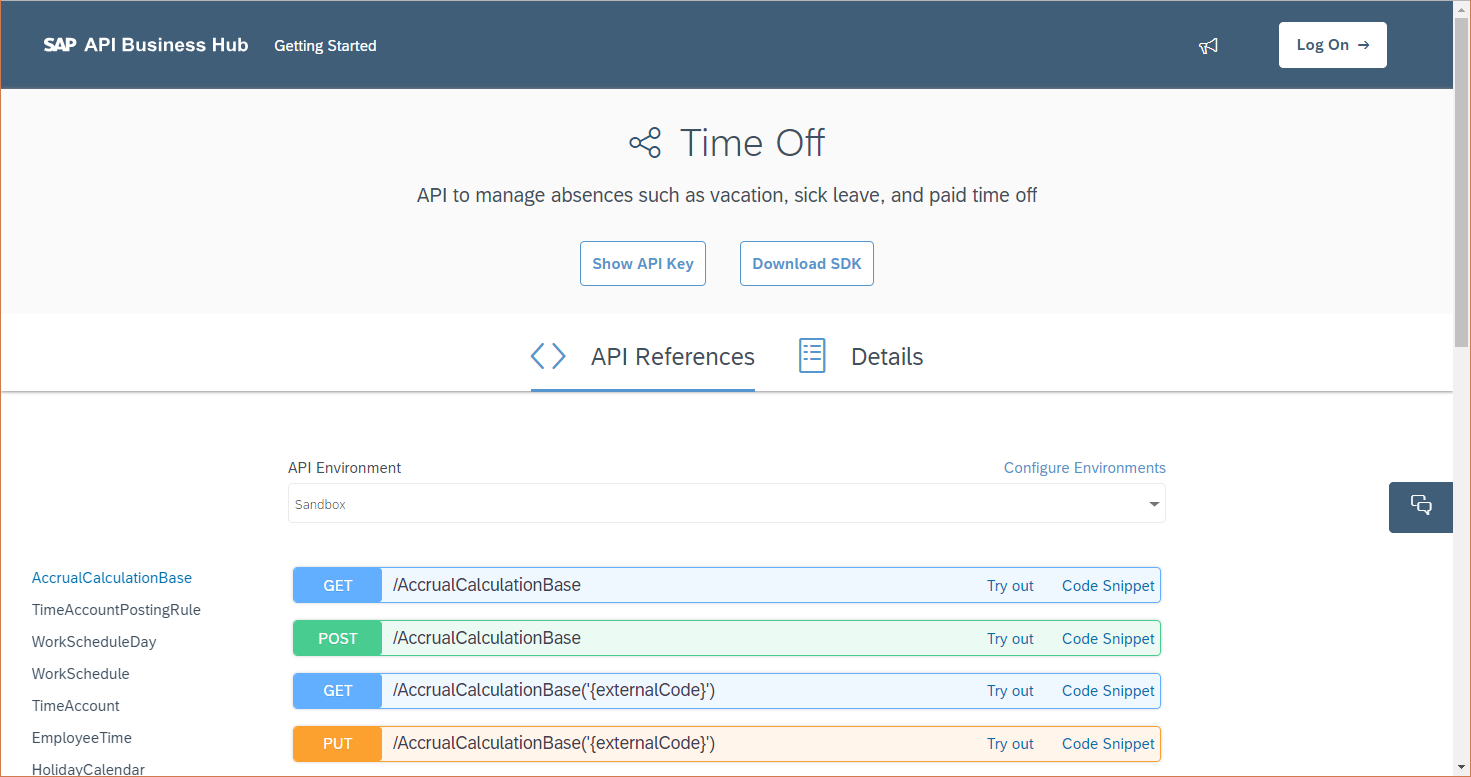 SAP API Business Hub Getting Started Log On →
Time Off
API to manage absences such as vacation, sick leave, and paid time off
Show API Key Download SDK
API References Details
API Environment Configure Environments
Sandbox
AccrualCalculationBase
TimeAccountPostingRule
WorkScheduleDay
WorkSchedule
TimeAccount
EmployeeTime
HolidayCalendar
GET /AccrualCalculationBase Try out Code Snippet
POST /AccrualCalculationBase Try out Code Snippet
GET /AccrualCalculationBase('{externalCode}') Try out Code Snippet
PUT /AccrualCalculationBase('{externalCode}') Try out Code Snippet